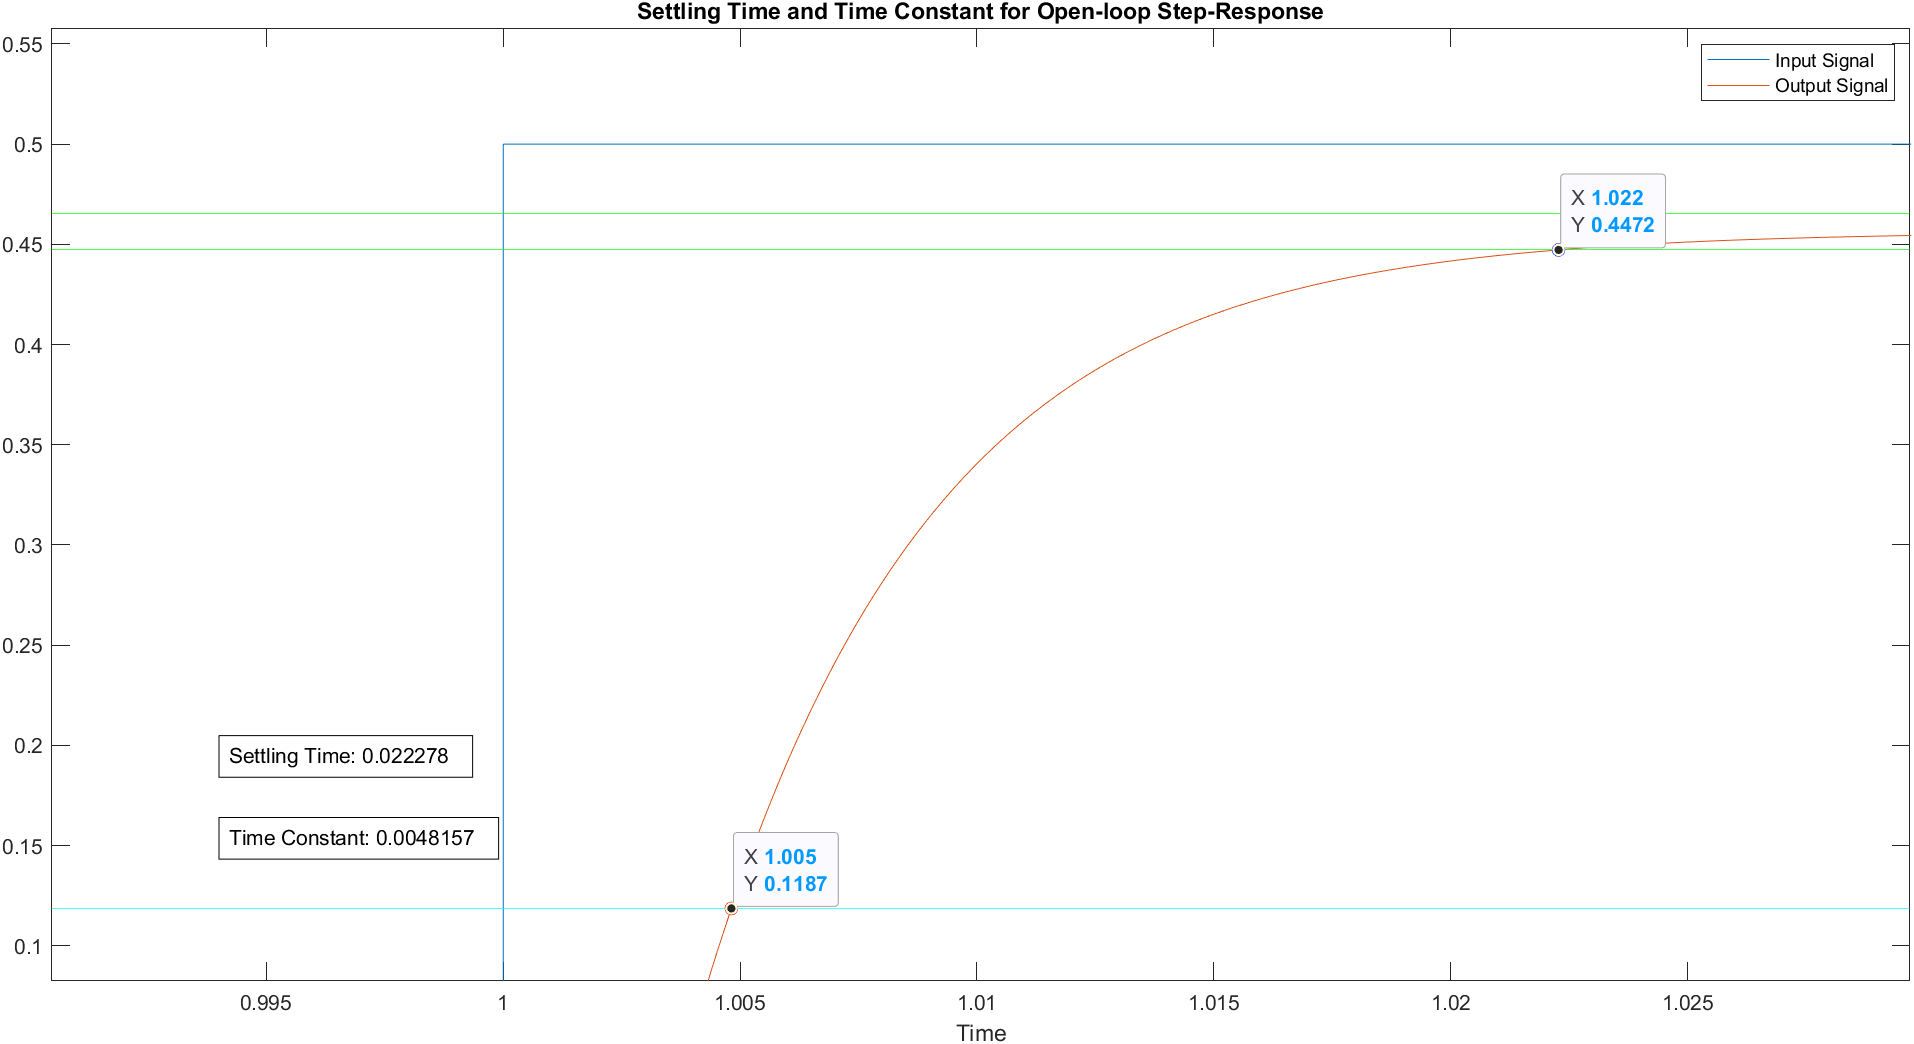 Settling Time and Time Constant for Open-loop Step-Response
0.55
0.5
0.45
0.4
0.35
0.3
0.25
0.2
0.15
0.1
Input Signal
Output Signal
X 1.022
Y 0.4472
Settling Time: 0.022278
Time Constant: 0.0048157
X 1.005
Y 0.1187
0.995 1 1.005 1.01 1.015 1.02 1.025
Time